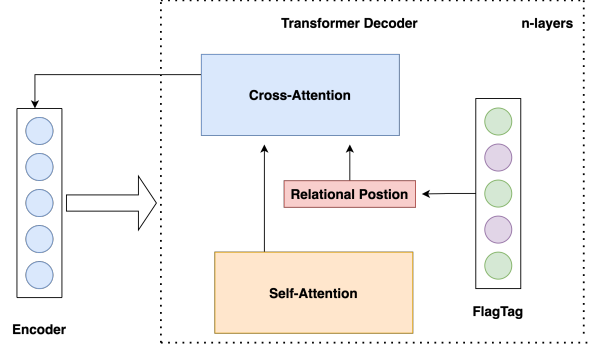 Transformer Decoder
n-layers
Cross-Attention
Relational Postion
Self-Attention
FlagTag
Encoder